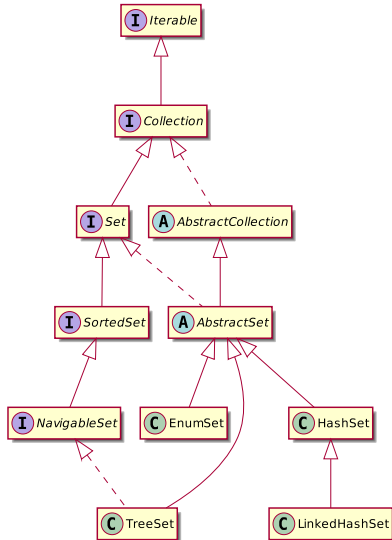 I Iterable
I Collection
I Set
A AbstractCollection
I SortedSet
A AbstractSet
I NavigableSet
C EnumSet
C HashSet
C TreeSet
C LinkedHashSet